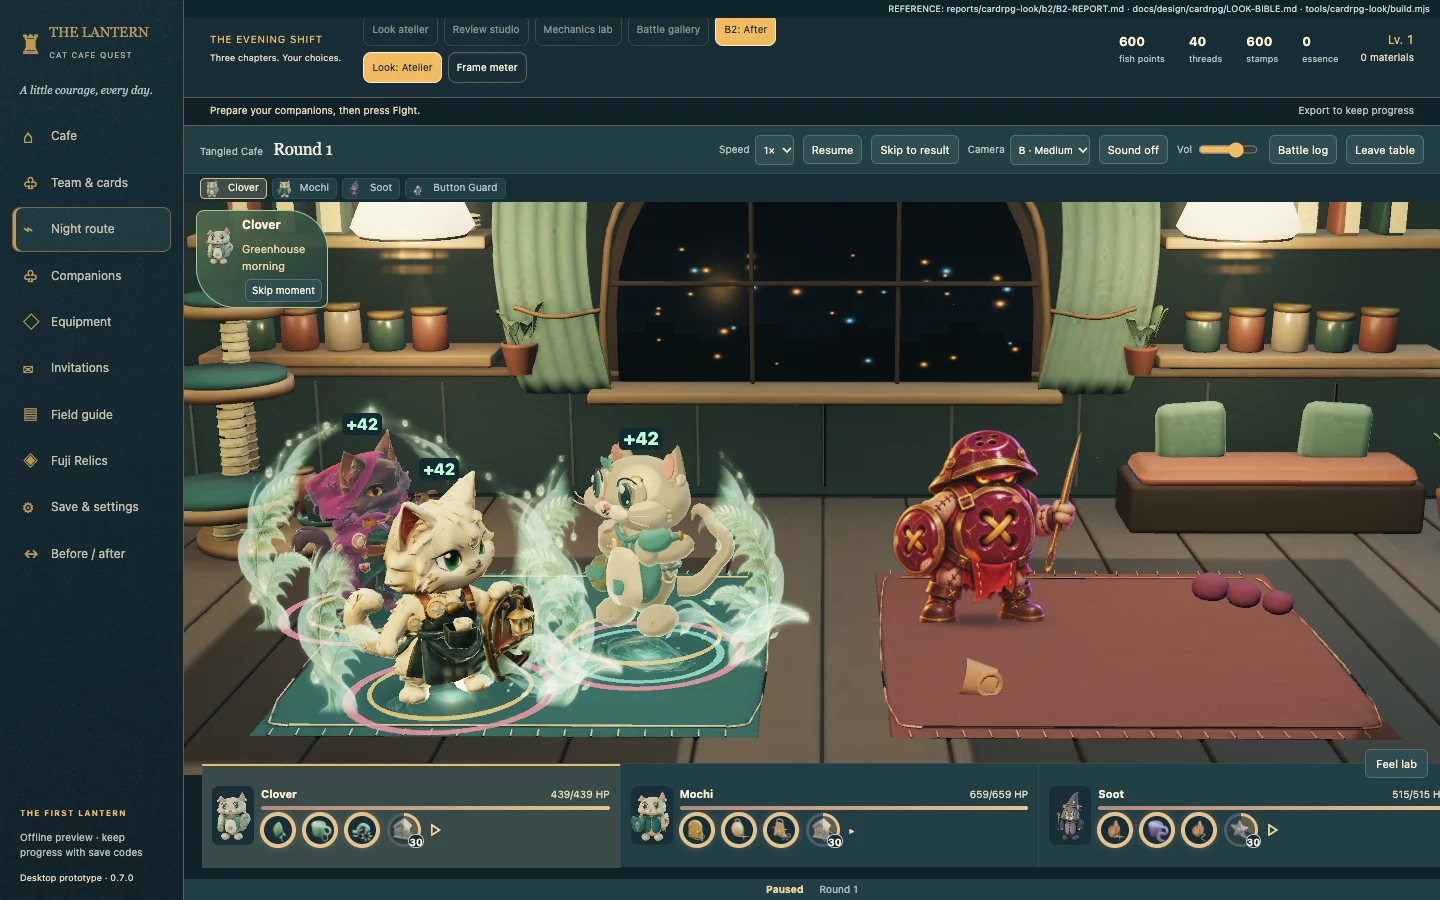 REFERENCE: reports/cardrpg-look/b2/B2-REPORT.md · docs/design/cardrpg/LOOK-BIBLE.md · tools/cardrpg-look/build.mjs
THE LANTERN
CAT CAFE QUEST
A little courage, every day.
Cafe
Team & cards
Night route
Companions
Equipment
Invitations
Field guide
Fuji Relics
Save & settings
Before / after
THE FIRST LANTERN
Offline preview · keep
progress with save codes
Desktop prototype · 0.7.0
THE EVENING SHIFT
Three chapters. Your choices.
Look atelier
Review studio
Mechanics lab
Battle gallery
B2: After
Look: Atelier
Frame meter
600
fish points
40
threads
600
stamps
0
essence
Lv. 1
0 materials
Prepare your companions, then press Fight.
Export to keep progress
Tangled Cafe
Round 1
Speed
1×
Resume
Skip to result
Camera
B · Medium
Sound off
Vol
Battle log
Leave table
Clover
Mochi
Soot
Button Guard
Clover
Greenhouse
morning
Skip moment
+42
+42
+42
Feel lab
Clover
439/439 HP
30
Mochi
659/659 HP
30
Soot
515/515 H
30
Paused
Round 1